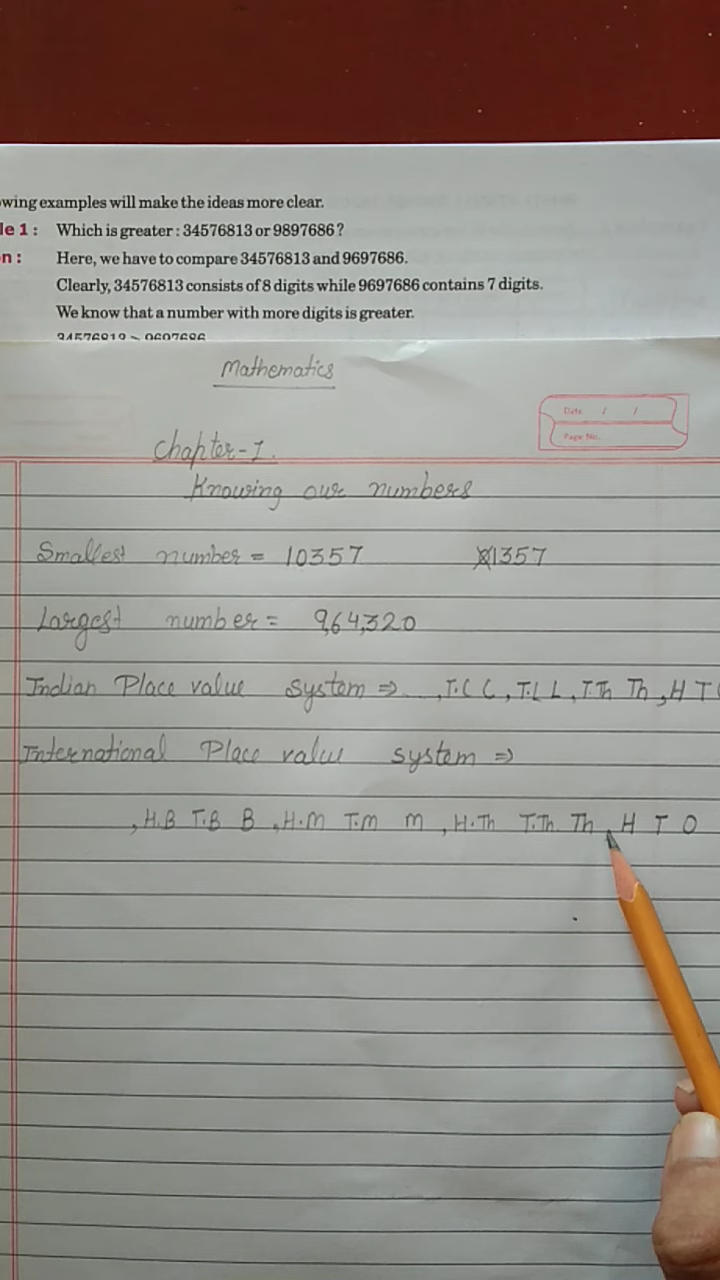 wing examples will make the ideas more clear.
le 1 : Which is greater : 34576813 or 9897686 ?
n : Here, we have to compare 34576813 and 9697686.
Clearly, 34576813 consists of 8 digits while 9697686 contains 7 digits.
We know that a number with more digits is greater.
Mathematics
Date / /
Page No.
Chapter-1.
Knowing our numbers
Smallest number = 10357 1357
Largest number = 9,64,320
Indian Place value system ⇒ ..., T.C C, T.L L, T.Th Th, H T
International Place value system ⇒
, H.B T.B B , H.M T.M M , H.Th T.Th. Th , H T O